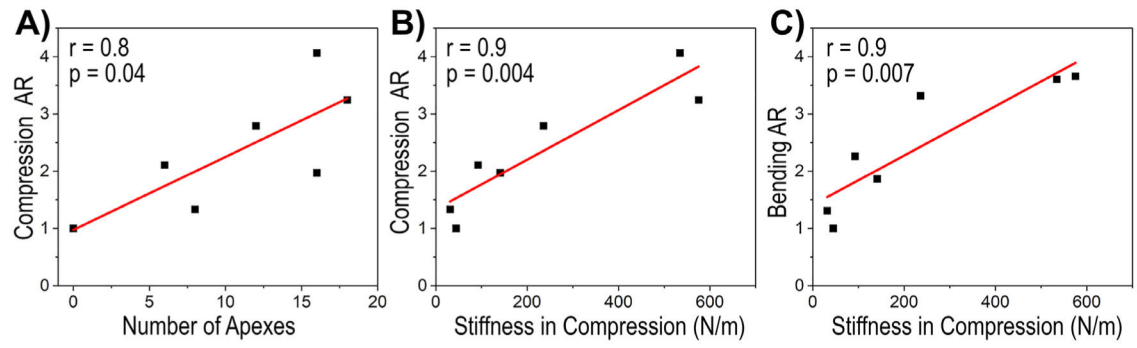 A)
r = 0.8
p = 0.04
Compression AR
4
3
2
1
0
0 5 10 15 20
Number of Apexes
B)
r = 0.9
p = 0.004
Compression AR
4
3
2
1
0
0 200 400 600
Stiffness in Compression (N/m)
C)
r = 0.9
p = 0.007
Bending AR
4
3
2
1
0
0 200 400 600
Stiffness in Compression (N/m)